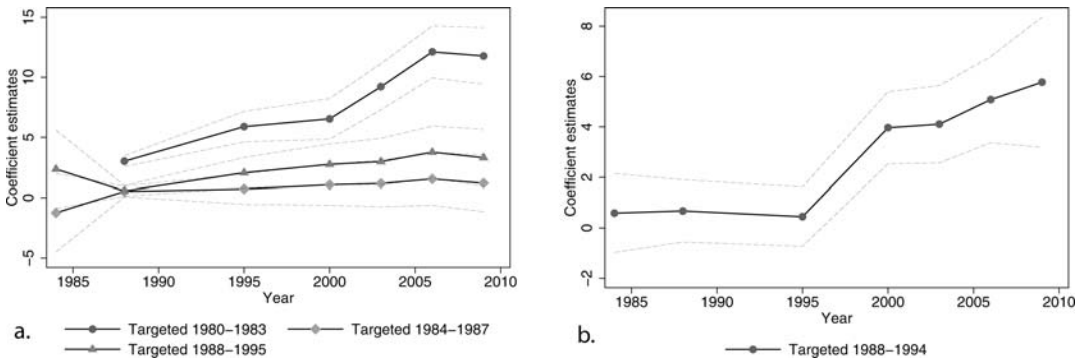 15
10
5
0
−5
Coefficient estimates
1985 1990 1995 2000 2005 2010
Year
a.
Targeted 1980−1983
Targeted 1984−1987
Targeted 1988−1995
8
6
4
2
0
−2
Coefficient estimates
1985 1990 1995 2000 2005 2010
Year
b.
Targeted 1988−1994